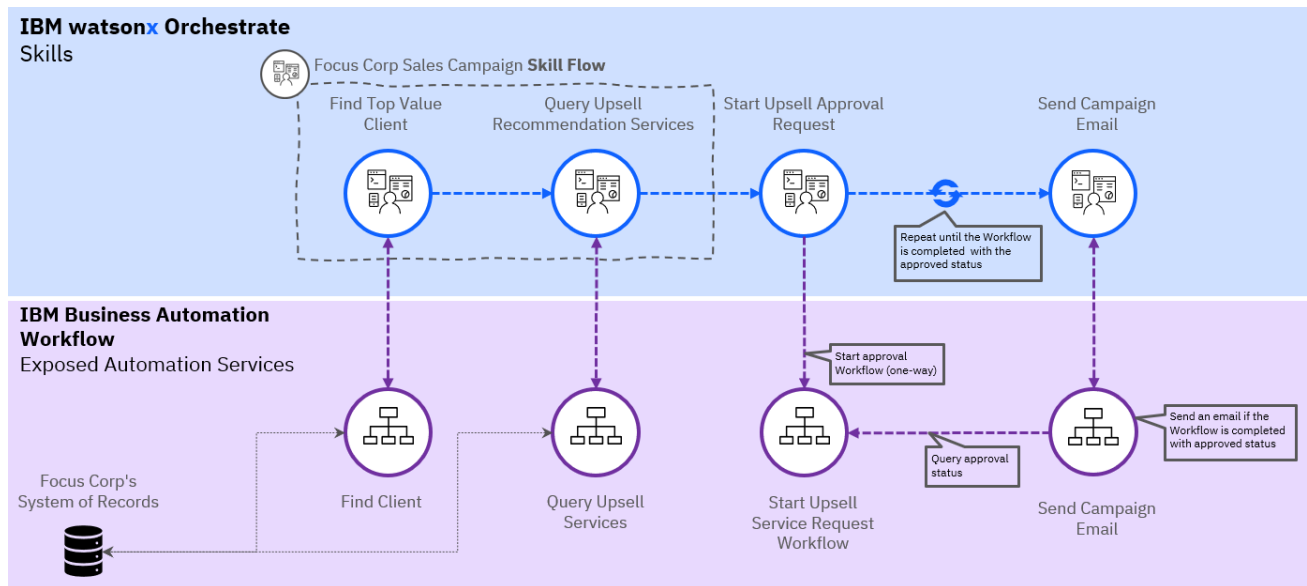 IBM watsonx Orchestrate
Skills
Focus Corp Sales Campaign Skill Flow
Find Top Value
Client
Query Upsell
Recommendation Services
Start Upsell Approval
Request
Send Campaign
Email
Repeat until the Workflow
is completed with the
approved status
IBM Business Automation
Workflow
Exposed Automation Services
Start approval
Workflow (one-way)
Send an email if the
Workflow is completed
with approved status
Query approval
status
Focus Corp's
System of Records
Find Client
Query Upsell
Services
Start Upsell
Service Request
Workflow
Send Campaign
Email